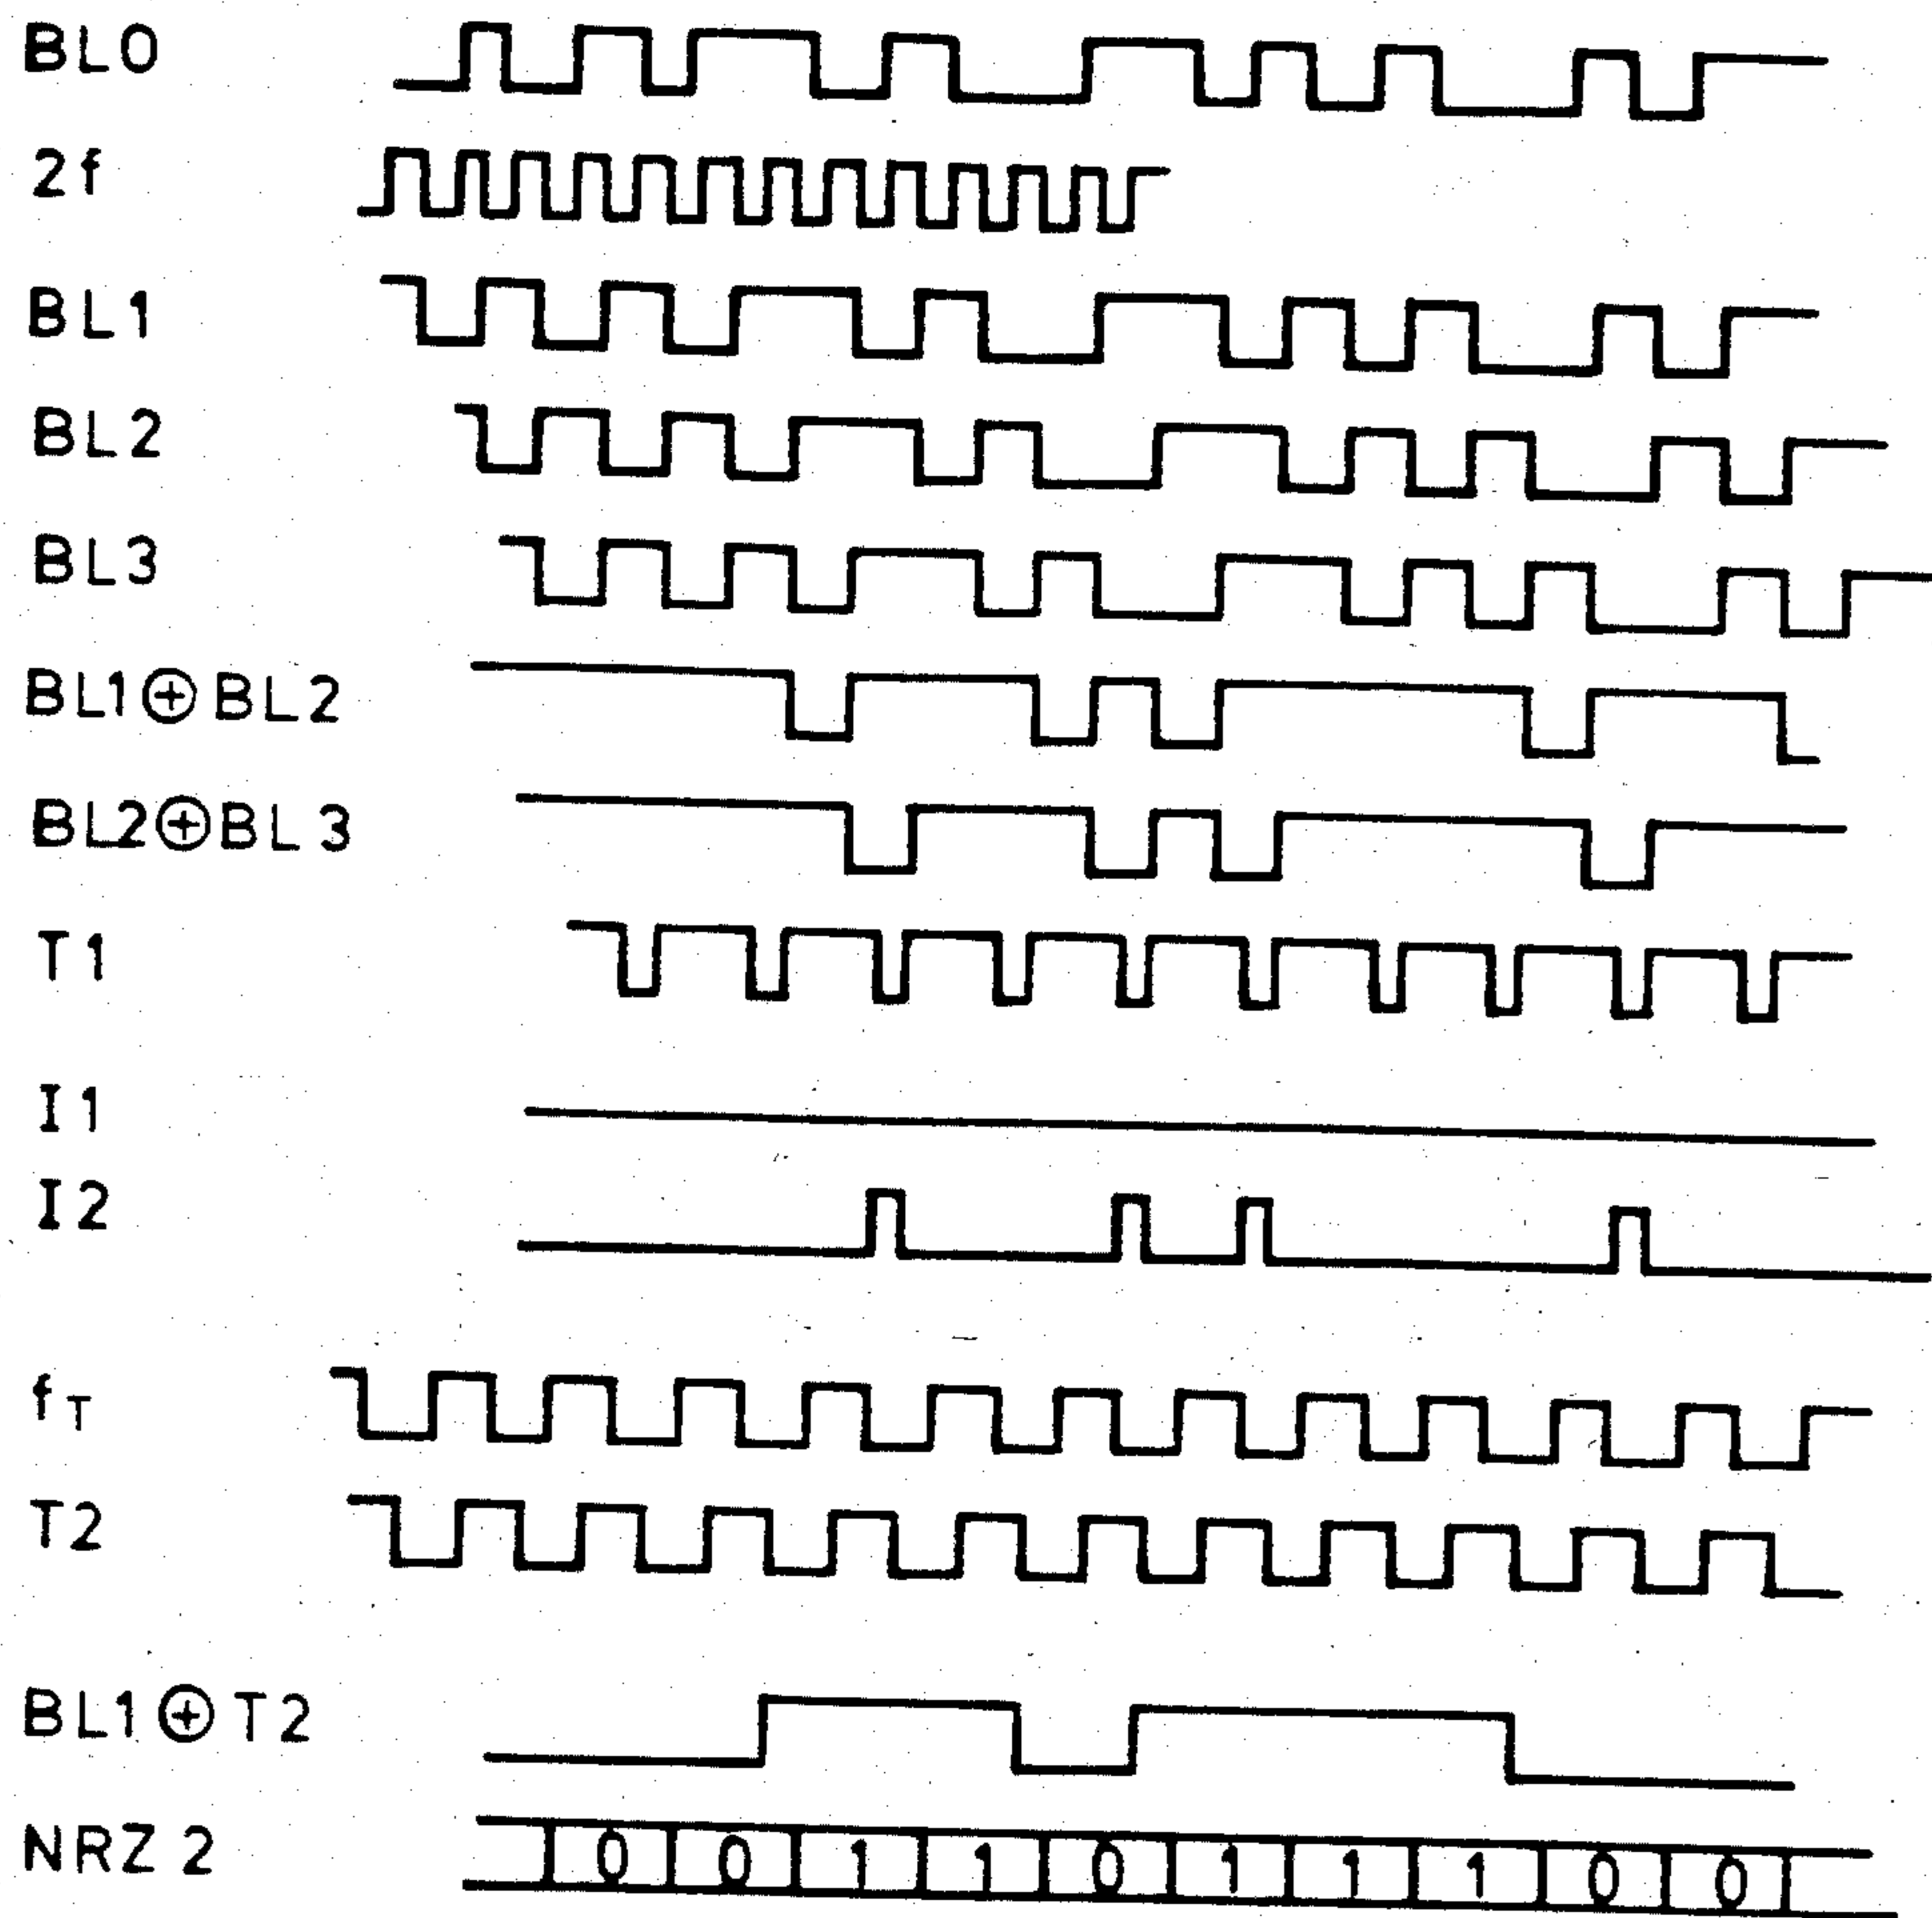 BL0
2f
BL1
BL2
BL3
BL1⊕BL2
BL2⊕BL3
T1
I1
I2
fT
T2
BL1⊕T2
NRZ 2 0 0 1 1 0 1 1 1 0 0